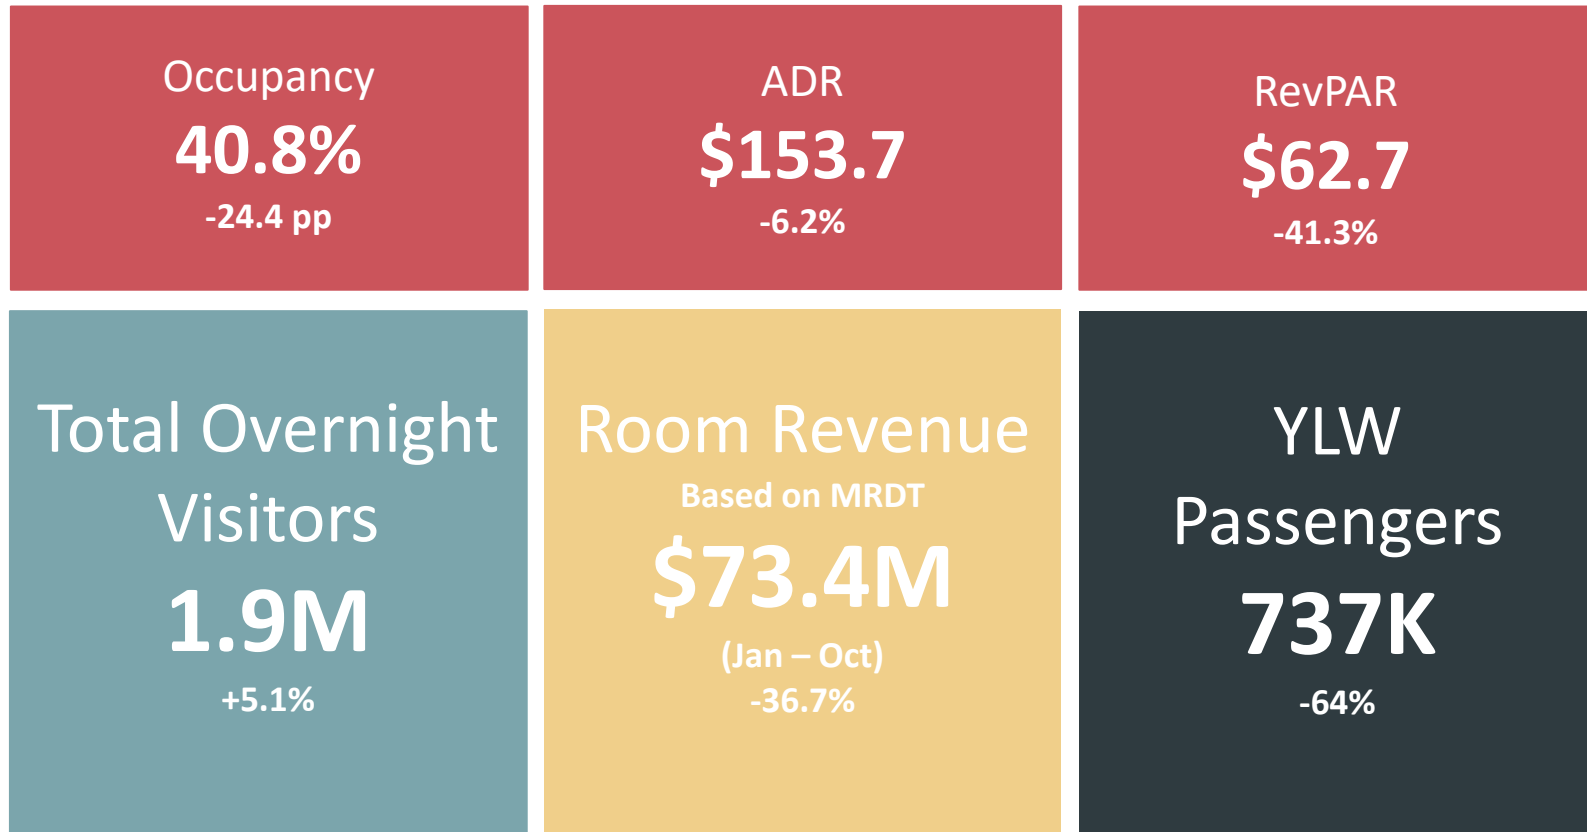 Occupancy
40.8%
-24.4 pp
ADR
$153.7
-6.2%
RevPAR
$62.7
-41.3%
Total Overnight
Visitors
1.9M
+5.1%
Room Revenue
Based on MRDT
$73.4M
(Jan – Oct)
-36.7%
YLW
Passengers
737K
-64%